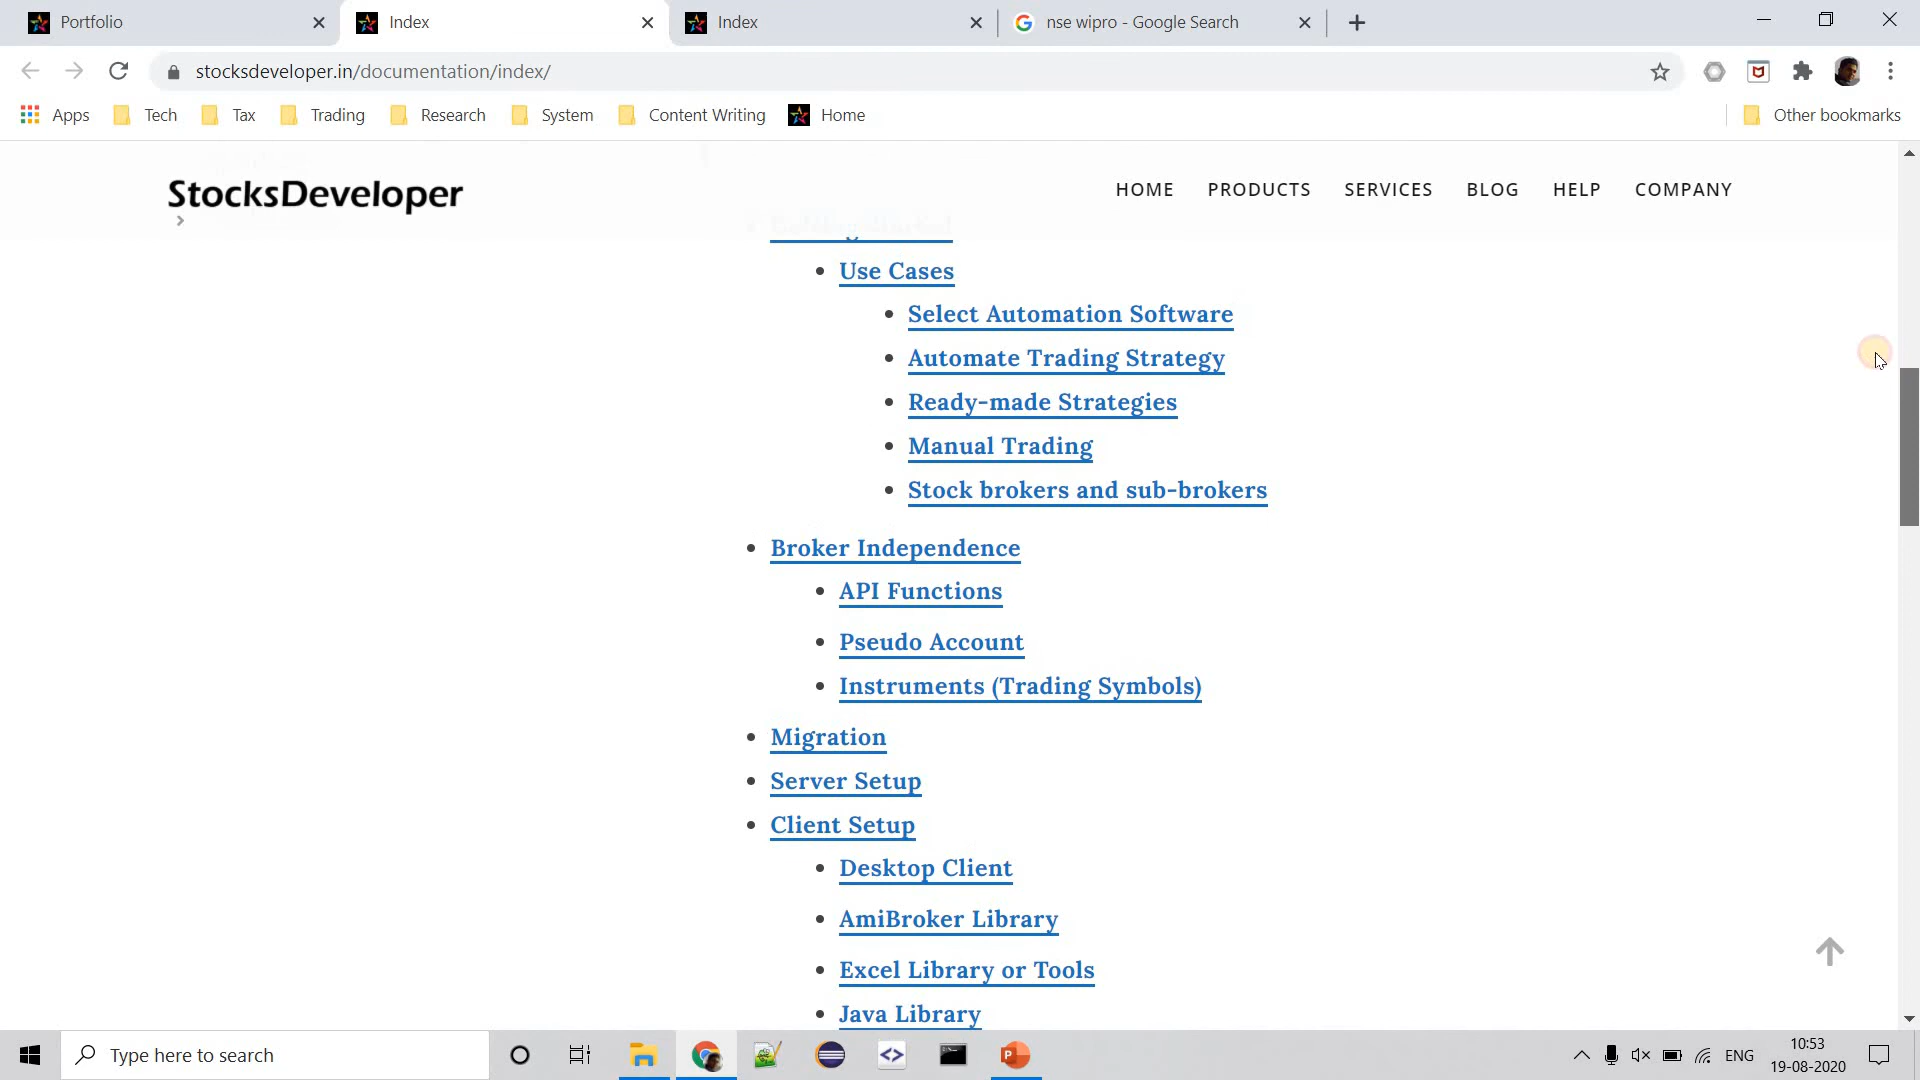 Portfolio
Index
Index
nse wipro - Google Search
stocksdeveloper.in/documentation/index/
Apps
Tech
Tax
Trading
Research
System
Content Writing
Home
Other bookmarks
StocksDeveloper
HOME
PRODUCTS
SERVICES
BLOG
HELP
COMPANY
Use Cases
Select Automation Software
Automate Trading Strategy
Ready-made Strategies
Manual Trading
Stock brokers and sub-brokers
Broker Independence
API Functions
Pseudo Account
Instruments (Trading Symbols)
Migration
Server Setup
Client Setup
Desktop Client
AmiBroker Library
Excel Library or Tools
Java Library
Type here to search
ENG
10:53
19-08-2020